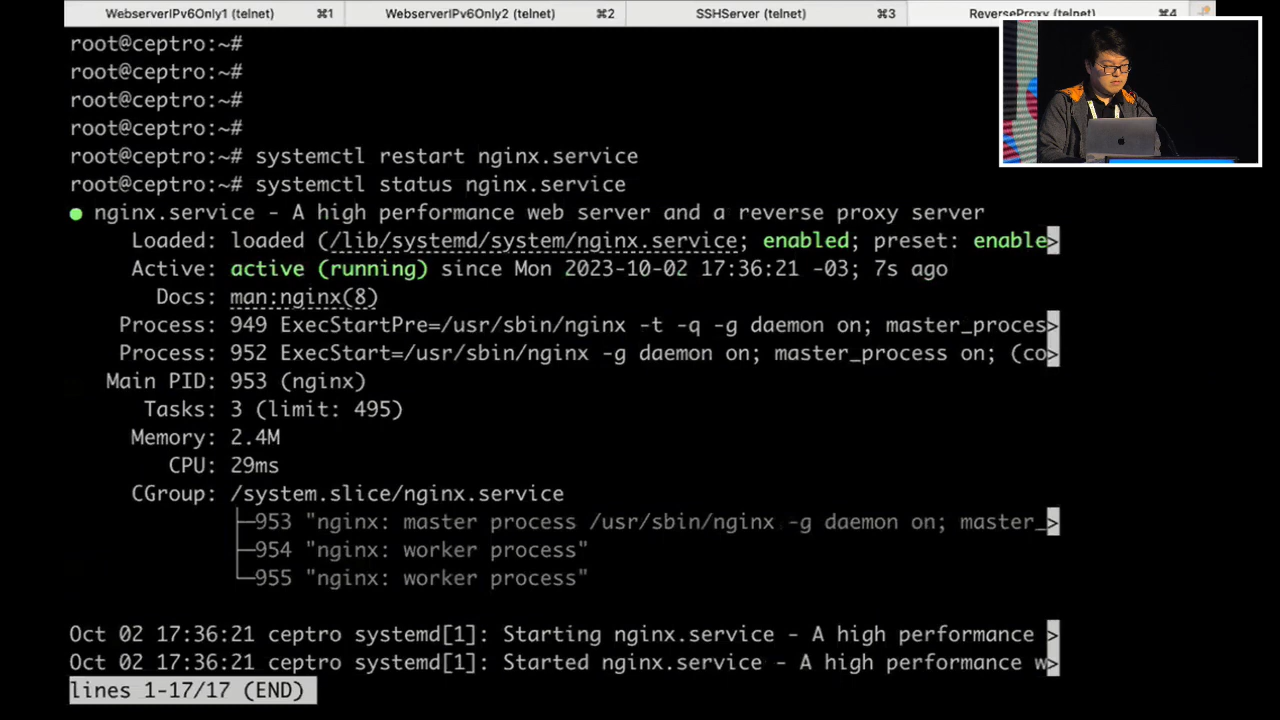 WebserverIPv6Only1 (telnet) ⌘1 WebserverIPv6Only2 (telnet) ⌘2 SSHServer (telnet) ⌘3 ReverseProxy (telnet) ⌘4
root@ceptro:~#
root@ceptro:~#
root@ceptro:~#
root@ceptro:~#
root@ceptro:~# systemctl restart nginx.service
root@ceptro:~# systemctl status nginx.service
● nginx.service - A high performance web server and a reverse proxy server
Loaded: loaded (/lib/systemd/system/nginx.service; enabled; preset: enable>
Active: active (running) since Mon 2023-10-02 17:36:21 -03; 7s ago
Docs: man:nginx(8)
Process: 949 ExecStartPre=/usr/sbin/nginx -t -q -g daemon on; master_proces>
Process: 952 ExecStart=/usr/sbin/nginx -g daemon on; master_process on; (co>
Main PID: 953 (nginx)
Tasks: 3 (limit: 495)
Memory: 2.4M
CPU: 29ms
CGroup: /system.slice/nginx.service
├─953 "nginx: master process /usr/sbin/nginx -g daemon on; master_>
├─954 "nginx: worker process"
└─955 "nginx: worker process"
Oct 02 17:36:21 ceptro systemd[1]: Starting nginx.service - A high performance >
Oct 02 17:36:21 ceptro systemd[1]: Started nginx.service - A high performance w>
lines 1-17/17 (END)